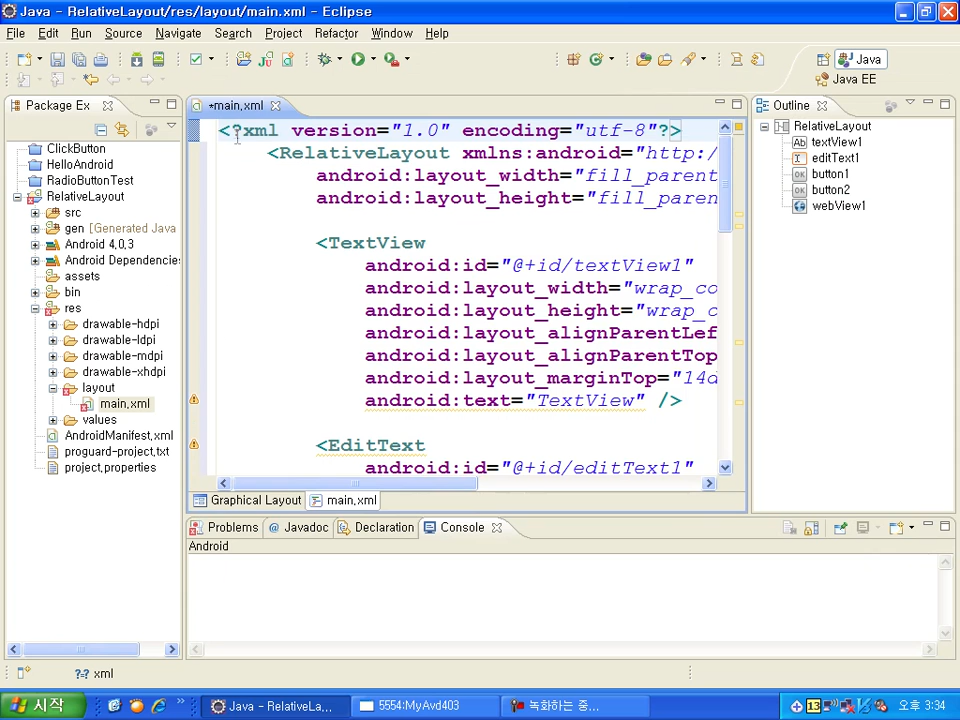 Java - RelativeLayout/res/layout/main.xml - Eclipse
File Edit Run Source Navigate Search Project Refactor Window Help
Java
Java EE
Package Ex
*main.xml
Outline
ClickButton
HelloAndroid
RadioButtonTest
RelativeLayout
src
gen [Generated Java
Android 4.0.3
Android Dependencies
assets
bin
res
drawable-hdpi
drawable-ldpi
drawable-mdpi
drawable-xhdpi
layout
main.xml
values
AndroidManifest.xml
proguard-project.txt
project.properties
<?xml version="1.0" encoding="utf-8"?>
<RelativeLayout xmlns:android="http:/
android:layout_width="fill_parent
android:layout_height="fill_paren
<TextView
android:id="@+id/textView1"
android:layout_width="wrap_co
android:layout_height="wrap_c
android:layout_alignParentLef
android:layout_alignParentTop
android:layout_marginTop="14d
android:text="TextView" />
<EditText
android:id="@+id/editText1"
Graphical Layout main.xml
RelativeLayout
Ab textView1
I editText1
OK button1
OK button2
webView1
Problems @ Javadoc Declaration Console
Android
?-? xml
시작
Java - RelativeLa...
5554:MyAvd403
녹화하는 중...
13
오후 3:34